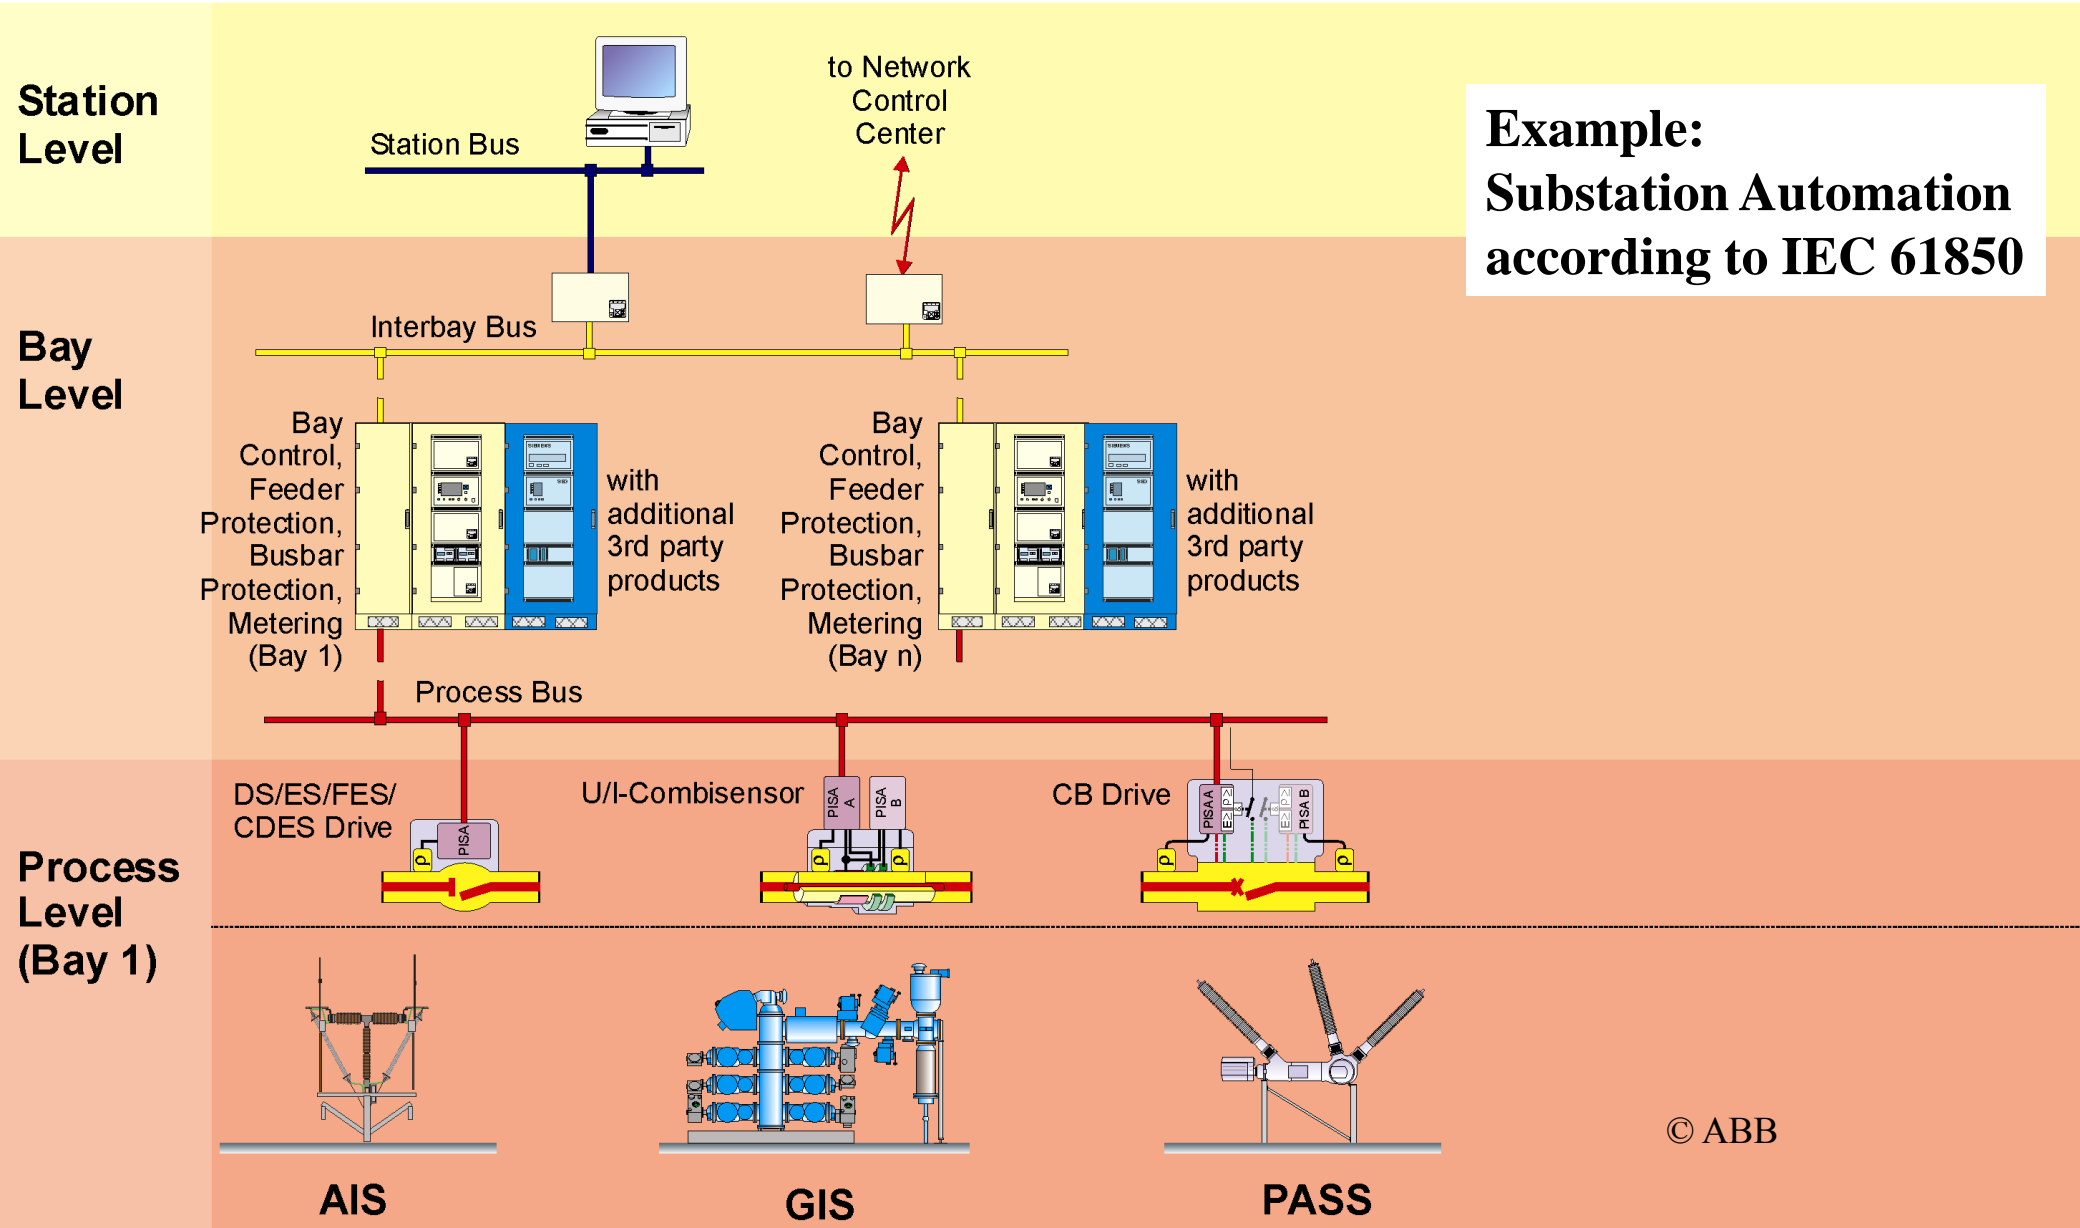 Station
Level
Station Bus
to Network
Control
Center
Example:
Substation Automation
according to IEC 61850
Bay
Level
Interbay Bus
Bay
Control,
Feeder
Protection,
Busbar
Protection,
Metering
(Bay 1)
SIEMENS
with
additional
3rd party
products
Bay
Control,
Feeder
Protection,
Busbar
Protection,
Metering
(Bay n)
SIEMENS
with
additional
3rd party
products
Process Bus
Process
Level
(Bay 1)
DS/ES/FES/
CDES Drive
PISA
ρ
U/I-Combisensor
PISA
A
PISA
B
ρ
ρ
CB Drive
PISA A
PISA B
ρ
ρ
AIS
GIS
PASS
© ABB